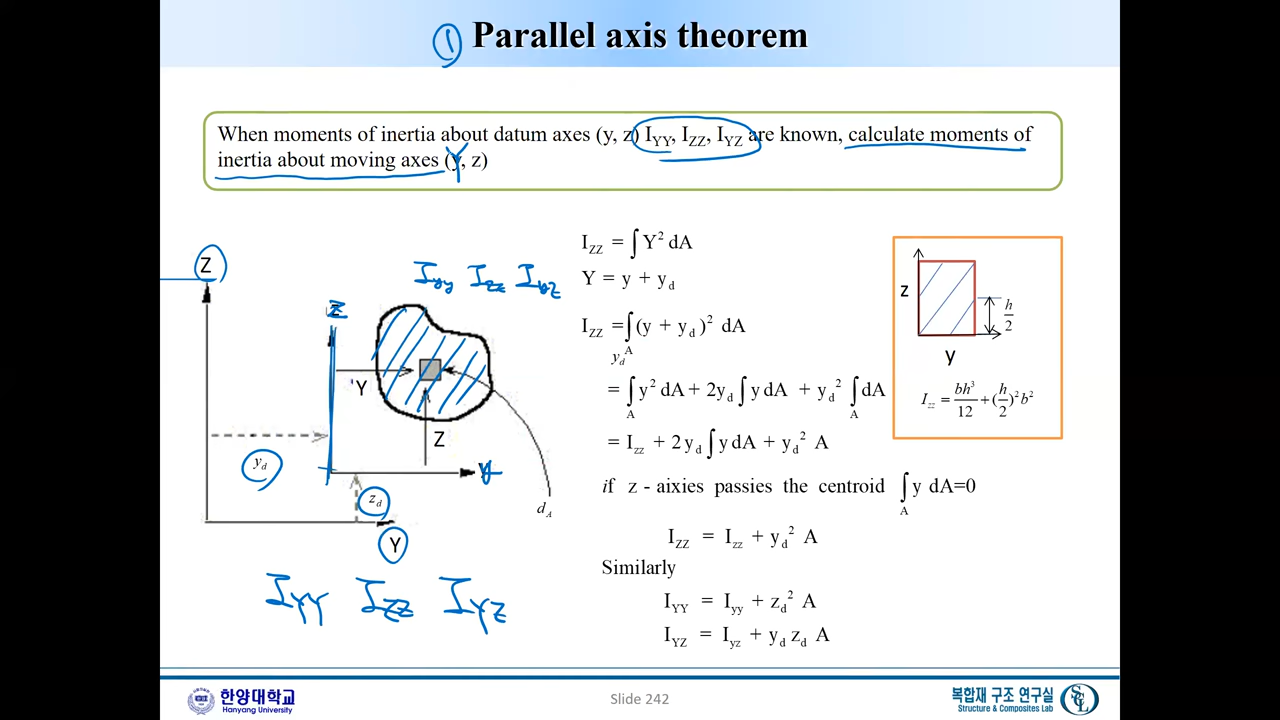 ① Parallel axis theorem
When moments of inertia about datum axes (y, z) I_YY, I_ZZ, I_YZ are known, calculate moments of
inertia about moving axes (Y, z)
Z
I_yy I_zz I_yz
z
Y
Z
y
y_d
z_d
Y
d_A
I_YY I_ZZ I_YZ
I_ZZ = ∫ Y² dA
Y = y + y_d
I_ZZ = ∫_A (y + y_d)² dA
y_d
= ∫_A y² dA + 2y_d ∫ y dA + y_d² ∫_A dA
= I_zz + 2y_d ∫ y dA + y_d² A
if z - aixies passies the centroid ∫_A y dA=0
I_ZZ = I_zz + y_d² A
Similarly
I_YY = I_yy + z_d² A
I_YZ = I_yz + y_d z_d A
z
h/2
y
I_zz = bh³/12 + (h/2)² b²
한양대학교
Hanyang University
Slide 242
복합재 구조 연구실
Structure & Composites Lab